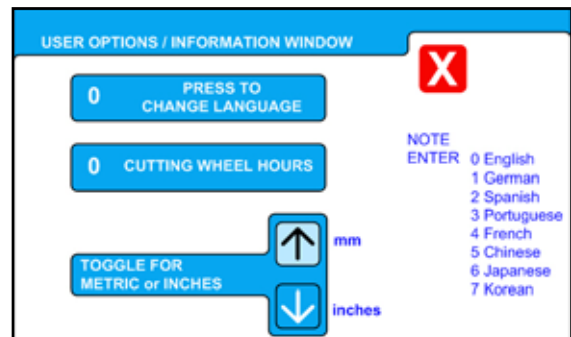 USER OPTIONS / INFORMATION WINDOW
X
0 PRESS TO
CHANGE LANGUAGE
0 CUTTING WHEEL HOURS
TOGGLE FOR
METRIC or INCHES
mm
inches
NOTE
ENTER 0 English
1 German
2 Spanish
3 Portuguese
4 French
5 Chinese
6 Japanese
7 Korean